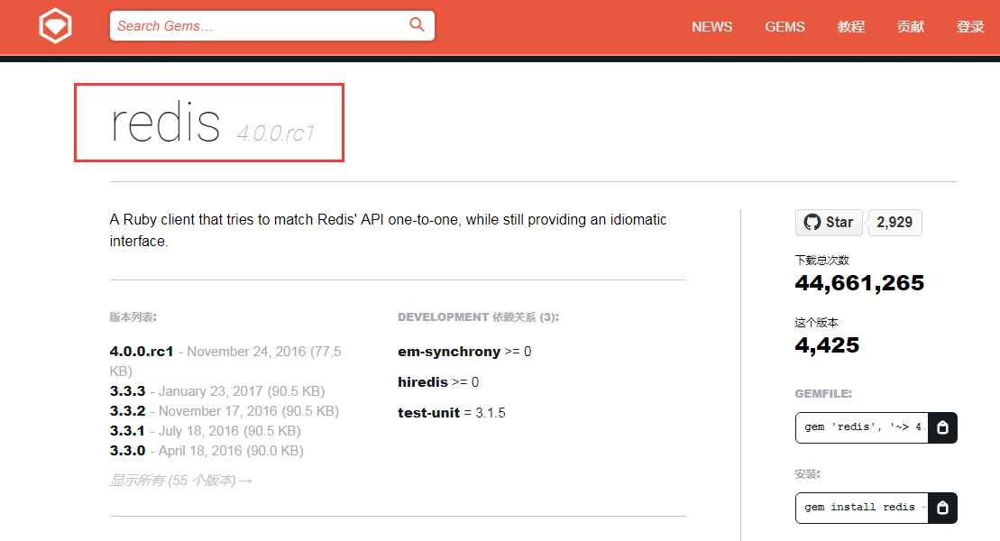 Search Gems…
NEWS GEMS 教程 贡献 登录
redis 4.0.0.rc1
A Ruby client that tries to match Redis' API one-to-one, while still providing an idiomatic
interface.
版本列表:
4.0.0.rc1 - November 24, 2016 (77.5
KB)
3.3.3 - January 23, 2017 (90.5 KB)
3.3.2 - November 17, 2016 (90.5 KB)
3.3.1 - July 18, 2016 (90.5 KB)
3.3.0 - April 18, 2016 (90.0 KB)
显示所有 (55 个版本) →
DEVELOPMENT 依赖关系 (3):
em-synchrony >= 0
hiredis >= 0
test-unit = 3.1.5
Star 2,929
下载总次数
44,661,265
这个版本
4,425
GEMFILE:
gem 'redis', '~> 4.
安装:
gem install redis -